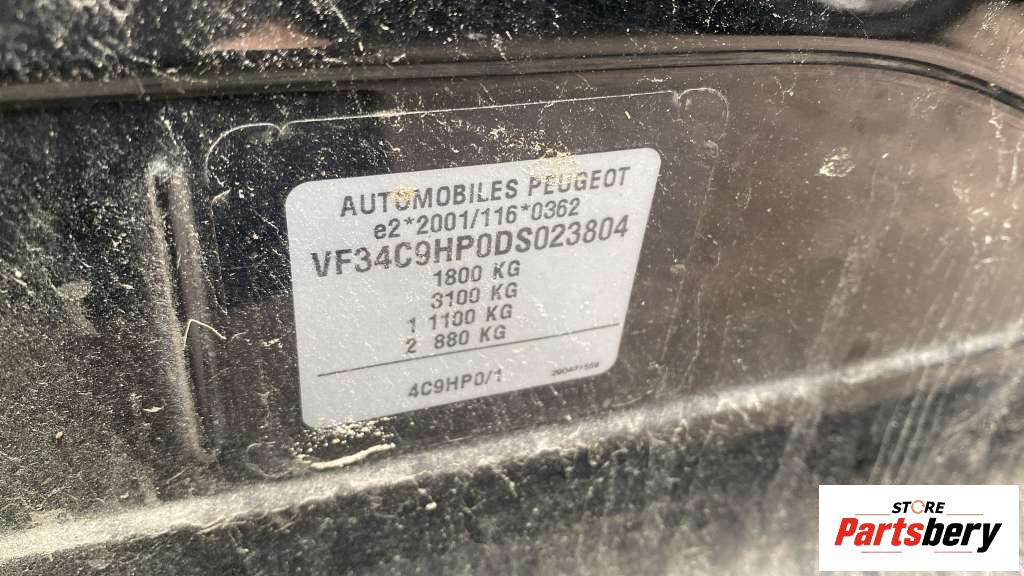 AUTOMOBILES PEUGEOT
e2*2001/116*0362
VF34C9HP0DS023804
1800 KG
3100 KG
1 1100 KG
2 880 KG
4C9HP0/1
STORE
Partsbery